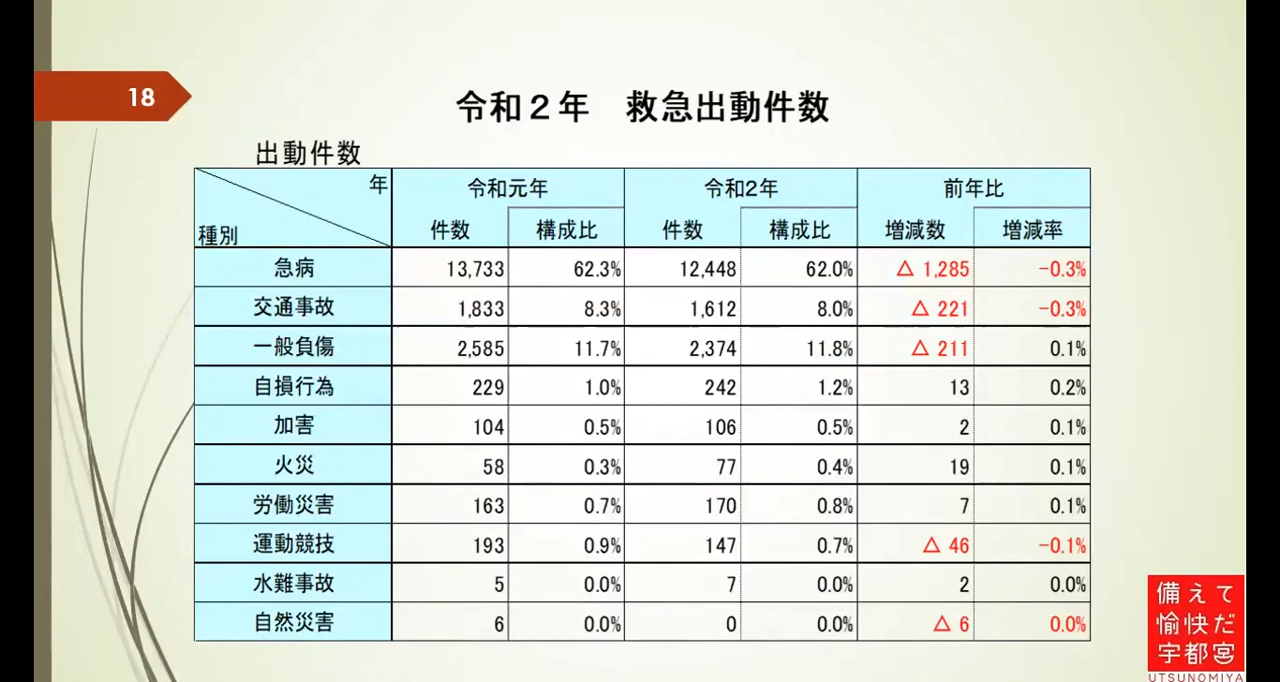 18
令和２年　救急出動件数
出動件数
年 令和元年 令和2年 前年比
種別 件数 構成比 件数 構成比 増減数 増減率
急病 13,733 62.3% 12,448 62.0% △ 1,285 -0.3%
交通事故 1,833 8.3% 1,612 8.0% △ 221 -0.3%
一般負傷 2,585 11.7% 2,374 11.8% △ 211 0.1%
自損行為 229 1.0% 242 1.2% 13 0.2%
加害 104 0.5% 106 0.5% 2 0.1%
火災 58 0.3% 77 0.4% 19 0.1%
労働災害 163 0.7% 170 0.8% 7 0.1%
運動競技 193 0.9% 147 0.7% △ 46 -0.1%
水難事故 5 0.0% 7 0.0% 2 0.0%
自然災害 6 0.0% 0 0.0% △ 6 0.0%
備えて
愉快だ
宇都宮
UTSUNOMIYA